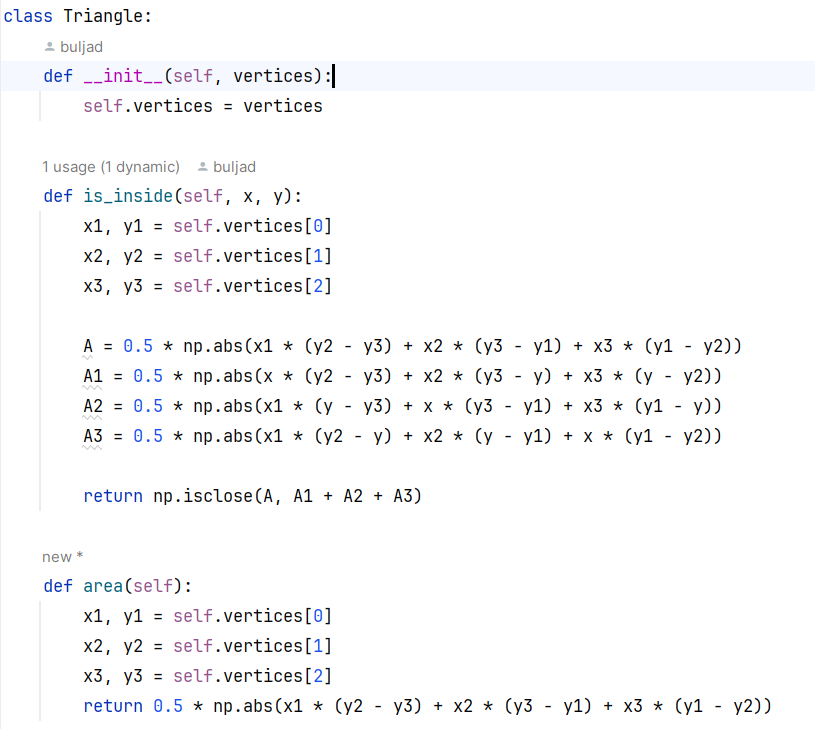 class Triangle:
buljad
def __init__(self, vertices):
self.vertices = vertices
1 usage (1 dynamic) buljad
def is_inside(self, x, y):
x1, y1 = self.vertices[0]
x2, y2 = self.vertices[1]
x3, y3 = self.vertices[2]
A = 0.5 * np.abs(x1 * (y2 - y3) + x2 * (y3 - y1) + x3 * (y1 - y2))
A1 = 0.5 * np.abs(x * (y2 - y3) + x2 * (y3 - y) + x3 * (y - y2))
A2 = 0.5 * np.abs(x1 * (y - y3) + x * (y3 - y1) + x3 * (y1 - y))
A3 = 0.5 * np.abs(x1 * (y2 - y) + x2 * (y - y1) + x * (y1 - y2))
return np.isclose(A, A1 + A2 + A3)
new *
def area(self):
x1, y1 = self.vertices[0]
x2, y2 = self.vertices[1]
x3, y3 = self.vertices[2]
return 0.5 * np.abs(x1 * (y2 - y3) + x2 * (y3 - y1) + x3 * (y1 - y2))